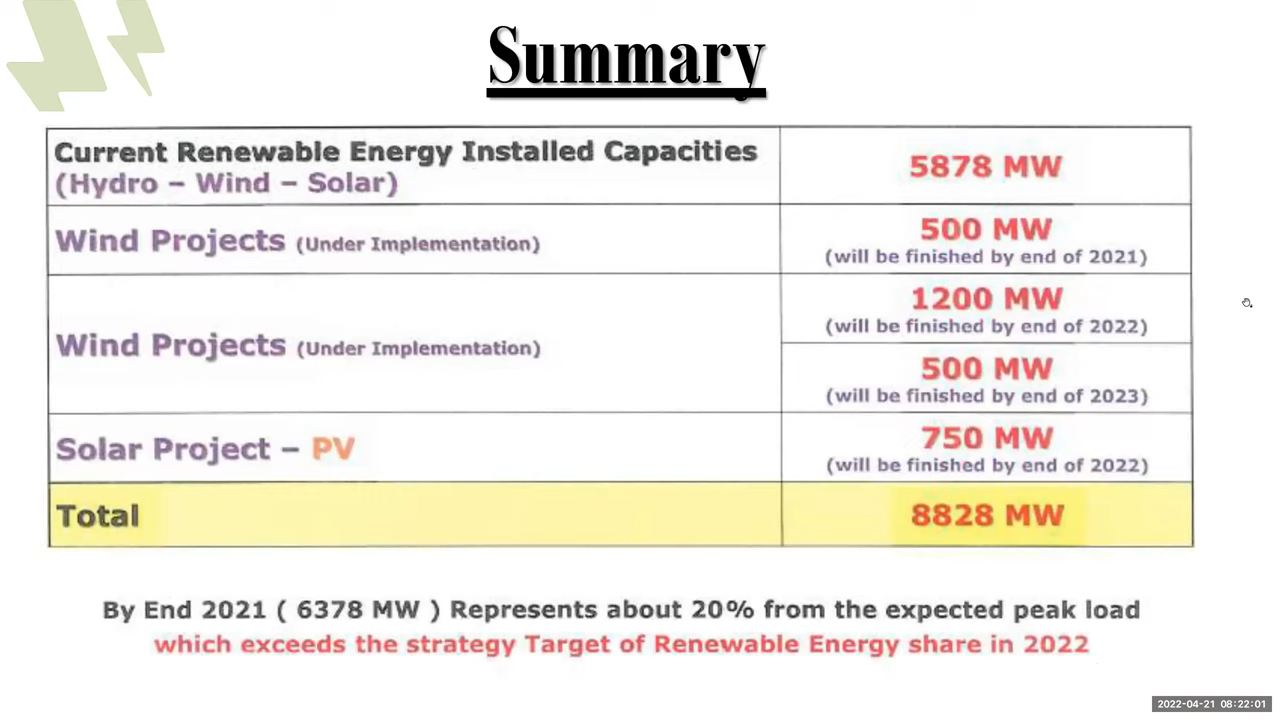 Summary
Current Renewable Energy Installed Capacities
(Hydro – Wind – Solar)
5878 MW
Wind Projects (Under Implementation)
500 MW
(will be finished by end of 2021)
Wind Projects (Under Implementation)
1200 MW
(will be finished by end of 2022)
500 MW
(will be finished by end of 2023)
Solar Project – PV
750 MW
(will be finished by end of 2022)
Total
8828 MW
By End 2021 ( 6378 MW ) Represents about 20% from the expected peak load
which exceeds the strategy Target of Renewable Energy share in 2022
2022-04-21 08:22:01